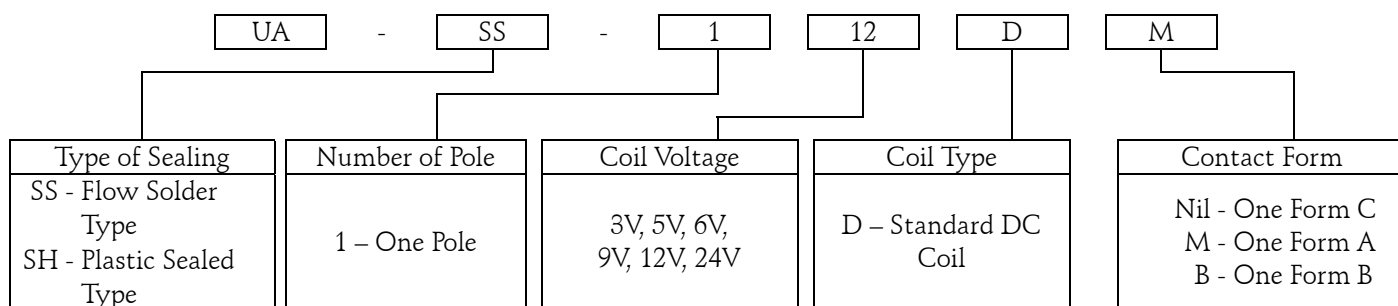 UA - SS - 1 12 D M
Type of Sealing
SS - Flow Solder
Type
SH - Plastic Sealed
Type
Number of Pole
1 – One Pole
Coil Voltage
3V, 5V, 6V,
9V, 12V, 24V
Coil Type
D – Standard DC
Coil
Contact Form
Nil - One Form C
M - One Form A
B - One Form B